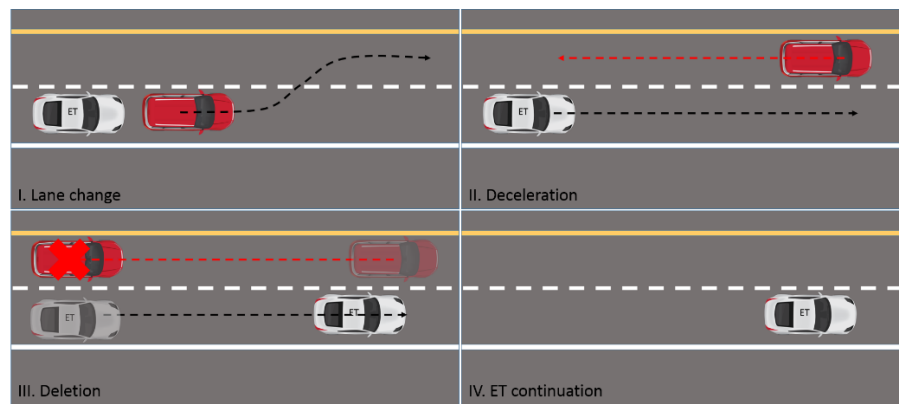 ET
I. Lane change
ET
II. Deceleration
ET
ET
III. Deletion
ET
IV. ET continuation